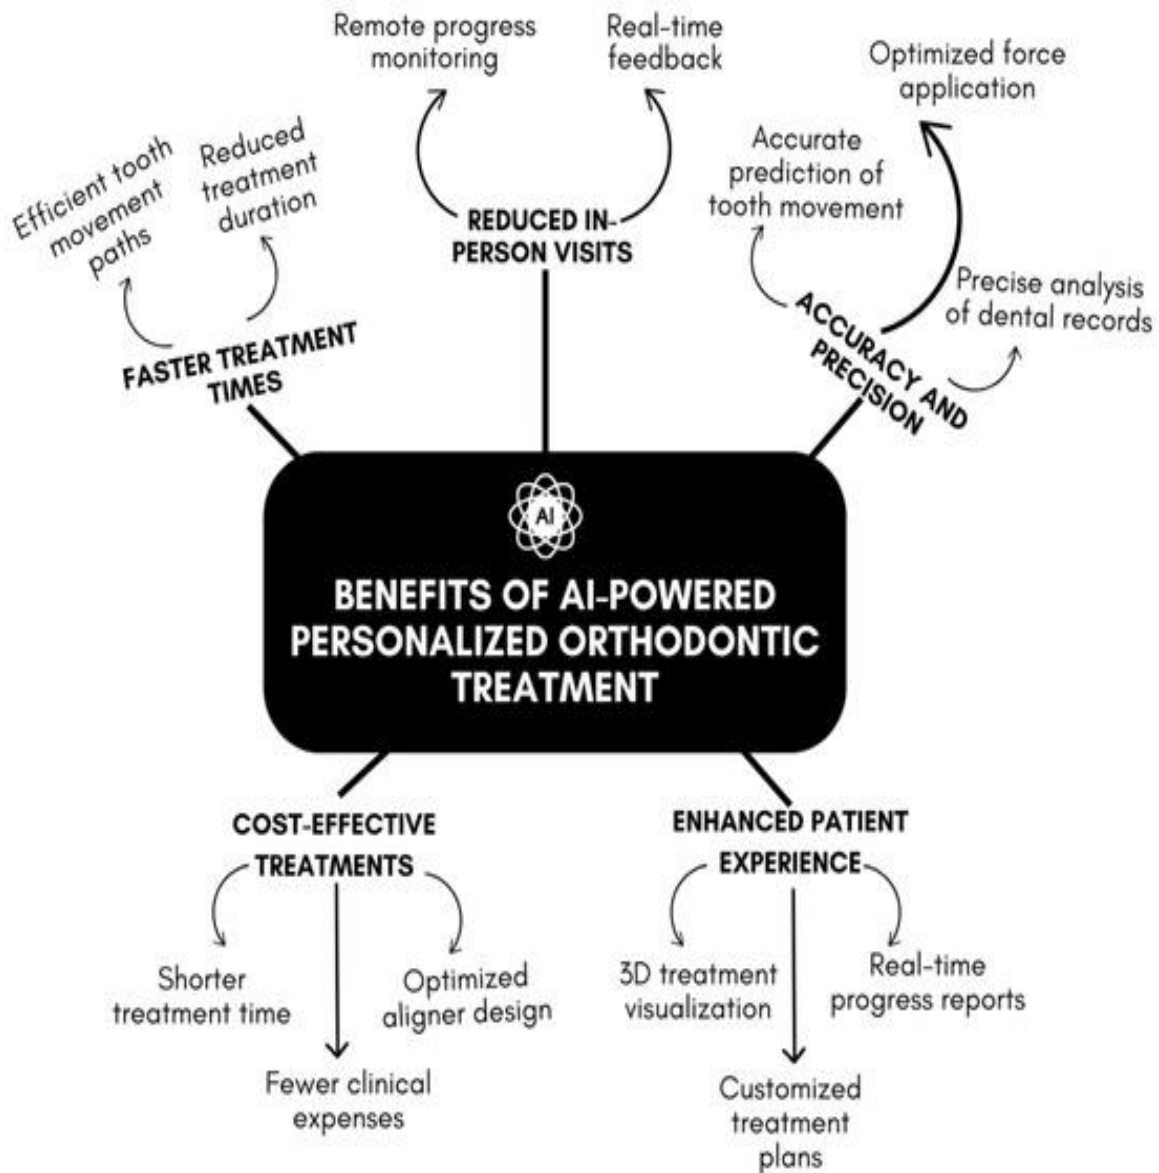 Remote progress
monitoring
Real-time
feedback
Optimized force
application
Efficient tooth
movement
paths
Reduced
treatment
duration
Accurate
prediction of
tooth movement
REDUCED IN-
PERSON VISITS
Precise analysis
of dental records
FASTER TREATMENT
TIMES
ACCURACY AND
PRECISION
AI
BENEFITS OF AI-POWERED
PERSONALIZED ORTHODONTIC
TREATMENT
COST-EFFECTIVE
TREATMENTS
Shorter
treatment time
Optimized
aligner design
Fewer clinical
expenses
ENHANCED PATIENT
EXPERIENCE
3D treatment
visualization
Real-time
progress reports
Customized
treatment
plans